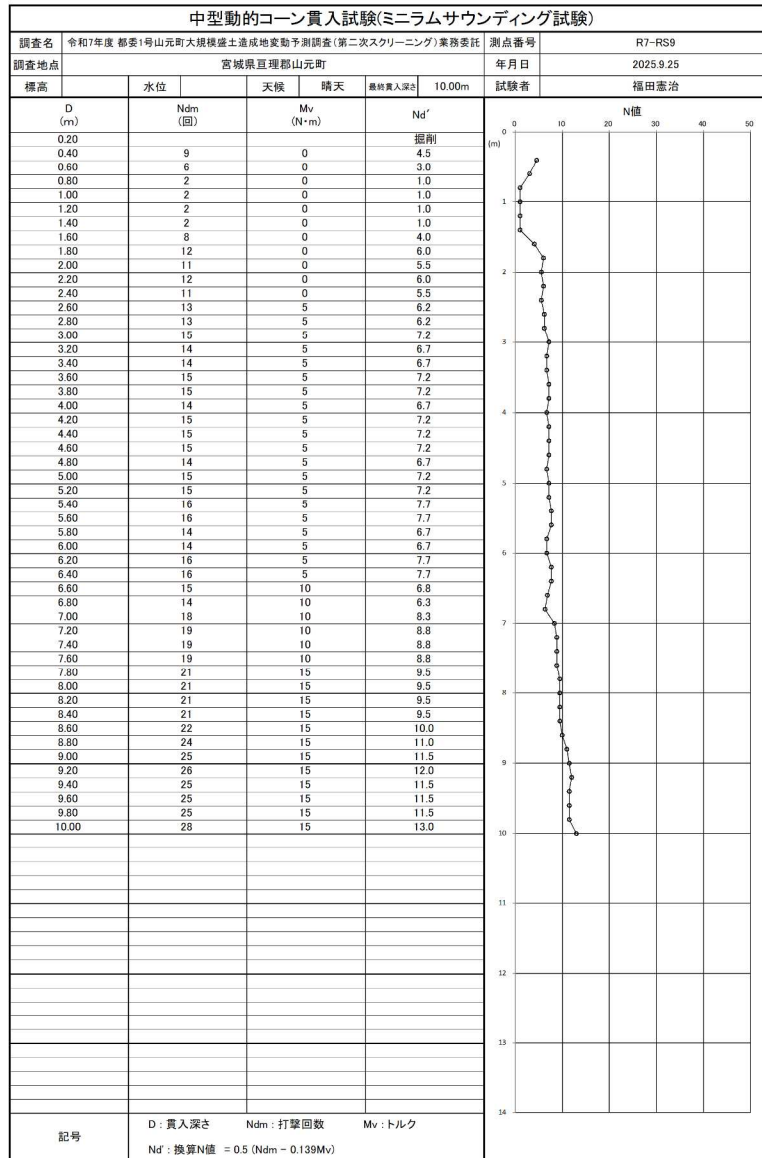 中型動的コーン貫入試験(ミニラムサウンディング試験)
調査名 令和7年度 都委1号山元町大規模盛土造成地変動予測調査(第二次スクリーニング)業務委託 測点番号 R7-RS9
調査地点 宮城県亘理郡山元町 年月日 2025.9.25
標高 水位 天候 晴天 最終貫入深さ 10.00m 試験者 福田憲治
D (m) Ndm (回) Mv (N・m) Nd′ N値
0 10 20 30 40 50
(m)
0.20 掘削
0.40 9 0 4.5
0.60 6 0 3.0
0.80 2 0 1.0
1.00 2 0 1.0
1.20 2 0 1.0
1.40 2 0 1.0
1.60 8 0 4.0
1.80 12 0 6.0
2.00 11 0 5.5
2.20 12 0 6.0
2.40 11 0 5.5
2.60 13 5 6.2
2.80 13 5 6.2
3.00 15 5 7.2
3.20 14 5 6.7
3.40 14 5 6.7
3.60 15 5 7.2
3.80 15 5 7.2
4.00 14 5 6.7
4.20 15 5 7.2
4.40 15 5 7.2
4.60 15 5 7.2
4.80 14 5 6.7
5.00 15 5 7.2
5.20 15 5 7.2
5.40 16 5 7.7
5.60 16 5 7.7
5.80 14 5 6.7
6.00 14 5 6.7
6.20 16 5 7.7
6.40 16 5 7.7
6.60 15 10 6.8
6.80 14 10 6.3
7.00 18 10 8.3
7.20 19 10 8.8
7.40 19 10 8.8
7.60 19 10 8.8
7.80 21 15 9.5
8.00 21 15 9.5
8.20 21 15 9.5
8.40 21 15 9.5
8.60 22 15 10.0
8.80 24 15 11.0
9.00 25 15 11.5
9.20 26 15 12.0
9.40 25 15 11.5
9.60 25 15 11.5
9.80 25 15 11.5
10.00 28 15 13.0
0
1
2
3
4
5
6
7
8
9
10
11
12
13
14
記号
D : 貫入深さ Ndm : 打撃回数 Mv : トルク
Nd′ : 換算N値 = 0.5 (Ndm − 0.139Mv)